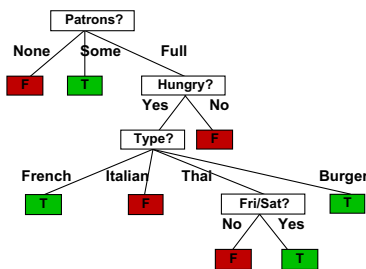 Patrons?
None Some Full
F T Hungry?
Yes No
Type? F
French Italian Thai Burger
T F Fri/Sat? T
No Yes
F T